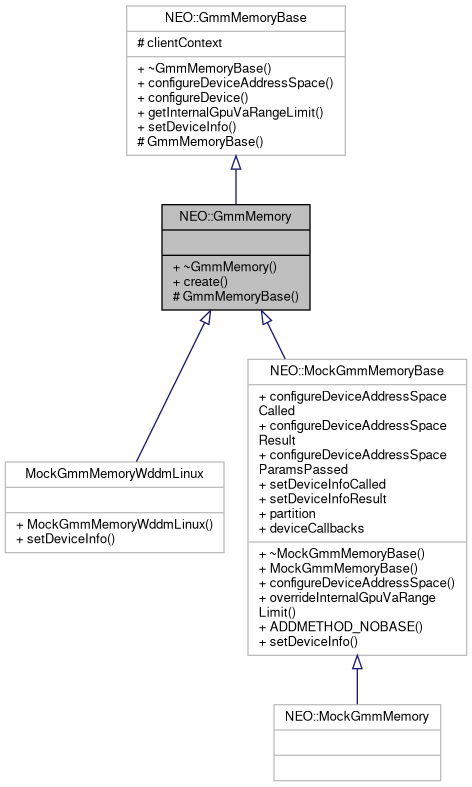 NEO::GmmMemoryBase
# clientContext
+ ~GmmMemoryBase()
+ configureDeviceAddressSpace()
+ configureDevice()
+ getInternalGpuVaRangeLimit()
+ setDeviceInfo()
# GmmMemoryBase()
NEO::GmmMemory
+ ~GmmMemory()
+ create()
# GmmMemoryBase()
NEO::MockGmmMemoryBase
+ configureDeviceAddressSpace
Called
+ configureDeviceAddressSpace
Result
+ configureDeviceAddressSpace
ParamsPassed
+ setDeviceInfoCalled
+ setDeviceInfoResult
+ partition
+ deviceCallbacks
+ ~MockGmmMemoryBase()
+ MockGmmMemoryBase()
+ configureDeviceAddressSpace()
+ overrideInternalGpuVaRange
Limit()
+ ADDMETHOD_NOBASE()
+ setDeviceInfo()
MockGmmMemoryWddmLinux
+ MockGmmMemoryWddmLinux()
+ setDeviceInfo()
NEO::MockGmmMemory